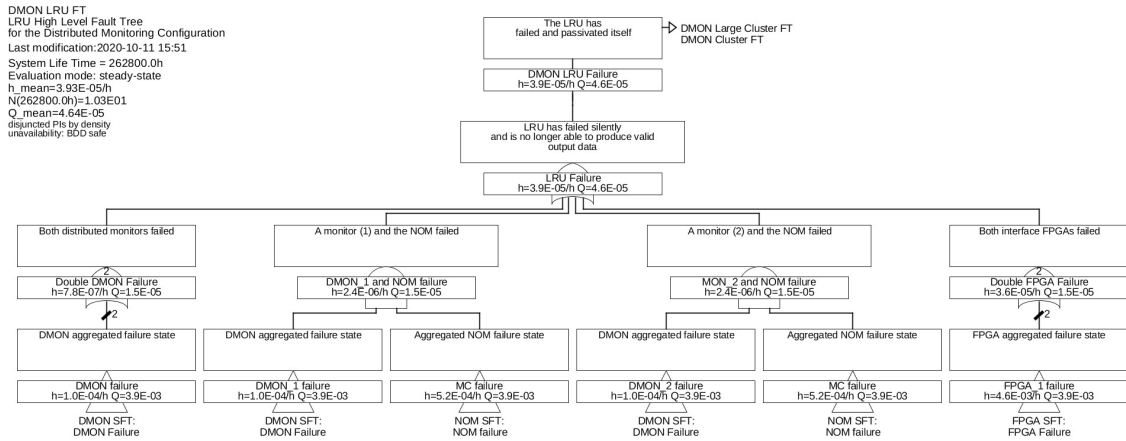 DMON LRU FT
LRU High Level Fault Tree
for the Distributed Monitoring Configuration
Last modification:2020-10-11 15:51
System Life Time = 262800.0h
Evaluation mode: steady-state
h_mean=3.93E-05/h
N(262800.0h)=1.03E01
Q_mean=4.64E-05
disjuncted PIs by density
unavailability: BDD safe
The LRU has
failed and passivated itself
DMON Large Cluster FT
DMON Cluster FT
DMON LRU Failure
h=3.9E-05/h Q=4.6E-05
LRU has failed silently
and is no longer able to produce valid
output data
LRU Failure
h=3.9E-05/h Q=4.6E-05
Both distributed monitors failed
2
Double DMON Failure
h=7.8E-07/h Q=1.5E-05
2
A monitor (1) and the NOM failed
DMON_1 and NOM failure
h=2.4E-06/h Q=1.5E-05
A monitor (2) and the NOM failed
MON_2 and NOM failure
h=2.4E-06/h Q=1.5E-05
Both interface FPGAs failed
2
Double FPGA Failure
h=3.6E-05/h Q=1.5E-05
2
DMON aggregated failure state
DMON failure
h=1.0E-04/h Q=3.9E-03
DMON SFT:
DMON Failure
DMON aggregated failure state
DMON_1 failure
h=1.0E-04/h Q=3.9E-03
DMON SFT:
DMON Failure
Aggregated NOM failure state
MC failure
h=5.2E-04/h Q=3.9E-03
NOM SFT:
NOM failure
DMON aggregated failure state
DMON_2 failure
h=1.0E-04/h Q=3.9E-03
DMON SFT:
DMON Failure
Aggregated NOM failure state
MC failure
h=5.2E-04/h Q=3.9E-03
NOM SFT:
NOM failure
FPGA aggregated failure state
FPGA_1 failure
h=4.6E-03/h Q=3.9E-03
FPGA SFT:
FPGA Failure